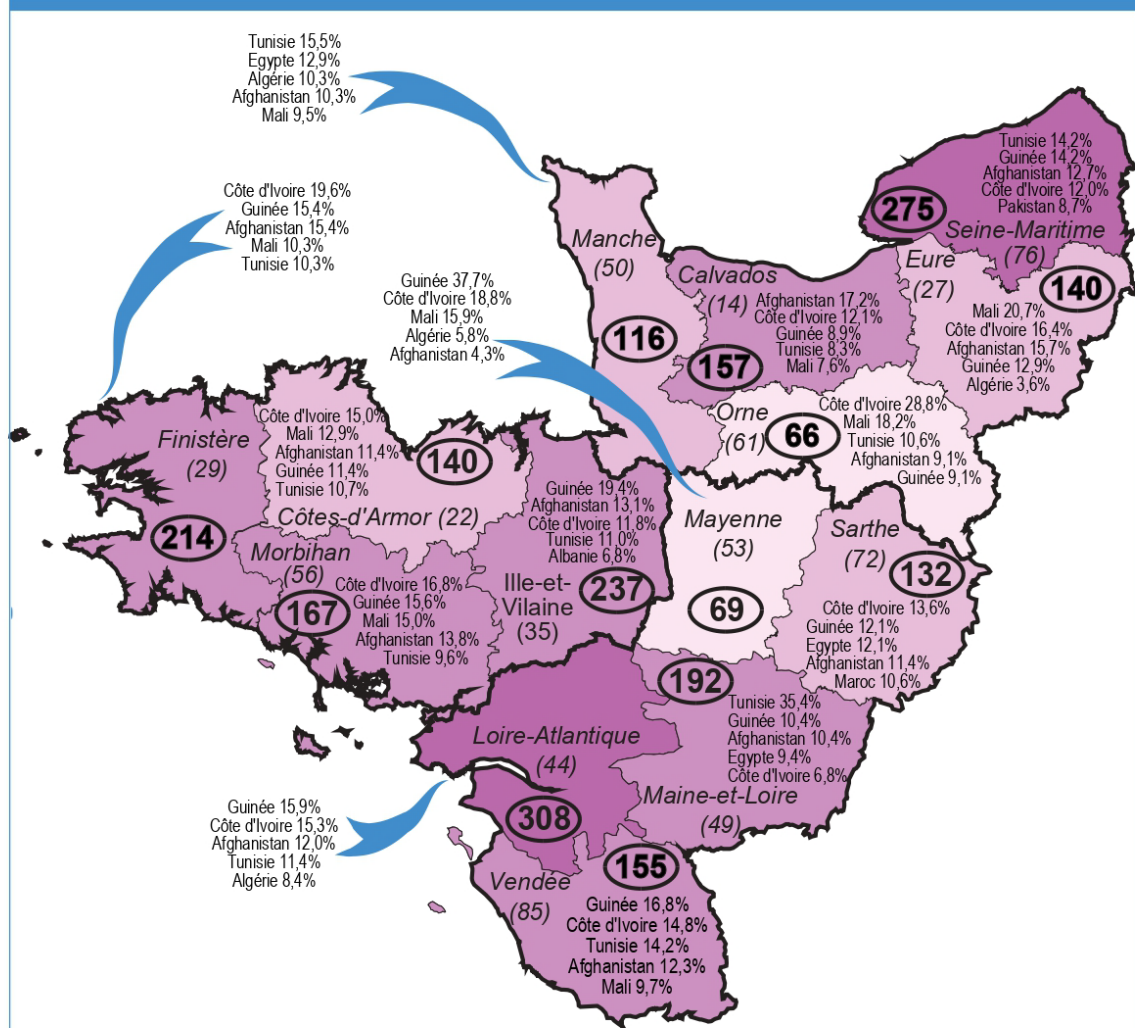 Tunisie 15,5%
Egypte 12,9%
Algérie 10,3%
Afghanistan 10,3%
Mali 9,5%
Côte d'Ivoire 19,6%
Guinée 15,4%
Afghanistan 15,4%
Mali 10,3%
Tunisie 10,3%
Guinée 37,7%
Côte d'Ivoire 18,8%
Mali 15,9%
Algérie 5,8%
Afghanistan 4,3%
Tunisie 14,2%
Guinée 14,2%
Afghanistan 12,7%
Côte d'Ivoire 12,0%
Pakistan 8,7%
275
Seine-Maritime
(76)
Manche
(50)
116
Calvados
(14)
Afghanistan 17,2%
Côte d'Ivoire 12,1%
Guinée 8,9%
Tunisie 8,3%
Mali 7,6%
157
Eure
(27)
140
Mali 20,7%
Côte d'Ivoire 16,4%
Afghanistan 15,7%
Guinée 12,9%
Algérie 3,6%
Orne
(61)
66
Côte d'Ivoire 28,8%
Mali 18,2%
Tunisie 10,6%
Afghanistan 9,1%
Guinée 9,1%
Finistère
(29)
214
Côte d'Ivoire 15,0%
Mali 12,9%
Afghanistan 11,4%
Guinée 11,4%
Tunisie 10,7%
140
Côtes-d'Armor (22)
Guinée 19,4%
Afghanistan 13,1%
Côte d'Ivoire 11,8%
Tunisie 11,0%
Albanie 6,8%
Ille-et-
Vilaine
(35)
237
Mayenne
(53)
69
Sarthe
(72)
132
Côte d'Ivoire 13,6%
Guinée 12,1%
Egypte 12,1%
Afghanistan 11,4%
Maroc 10,6%
Morbihan
(56)
167
Côte d'Ivoire 16,8%
Guinée 15,6%
Mali 15,0%
Afghanistan 13,8%
Tunisie 9,6%
192
Tunisie 35,4%
Guinée 10,4%
Afghanistan 10,4%
Egypte 9,4%
Côte d'Ivoire 6,8%
Maine-et-Loire
(49)
Loire-Atlantique
(44)
308
Guinée 15,9%
Côte d'Ivoire 15,3%
Afghanistan 12,0%
Tunisie 11,4%
Algérie 8,4%
Vendée
(85)
155
Guinée 16,8%
Côte d'Ivoire 14,8%
Tunisie 14,2%
Afghanistan 12,3%
Mali 9,7%